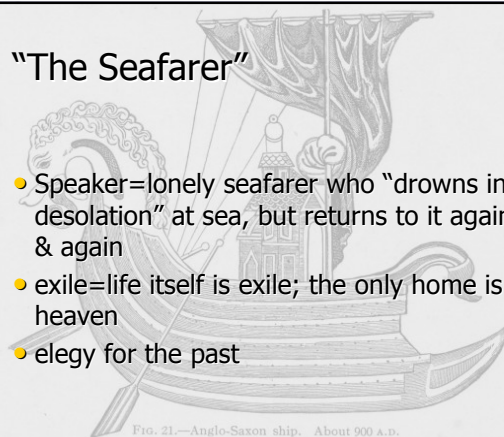 “The Seafarer”
• Speaker=lonely seafarer who “drowns in
desolation” at sea, but returns to it again
& again
• exile=life itself is exile; the only home is
heaven
• elegy for the past
FIG. 21.—Anglo-Saxon ship. About 900 A.D.